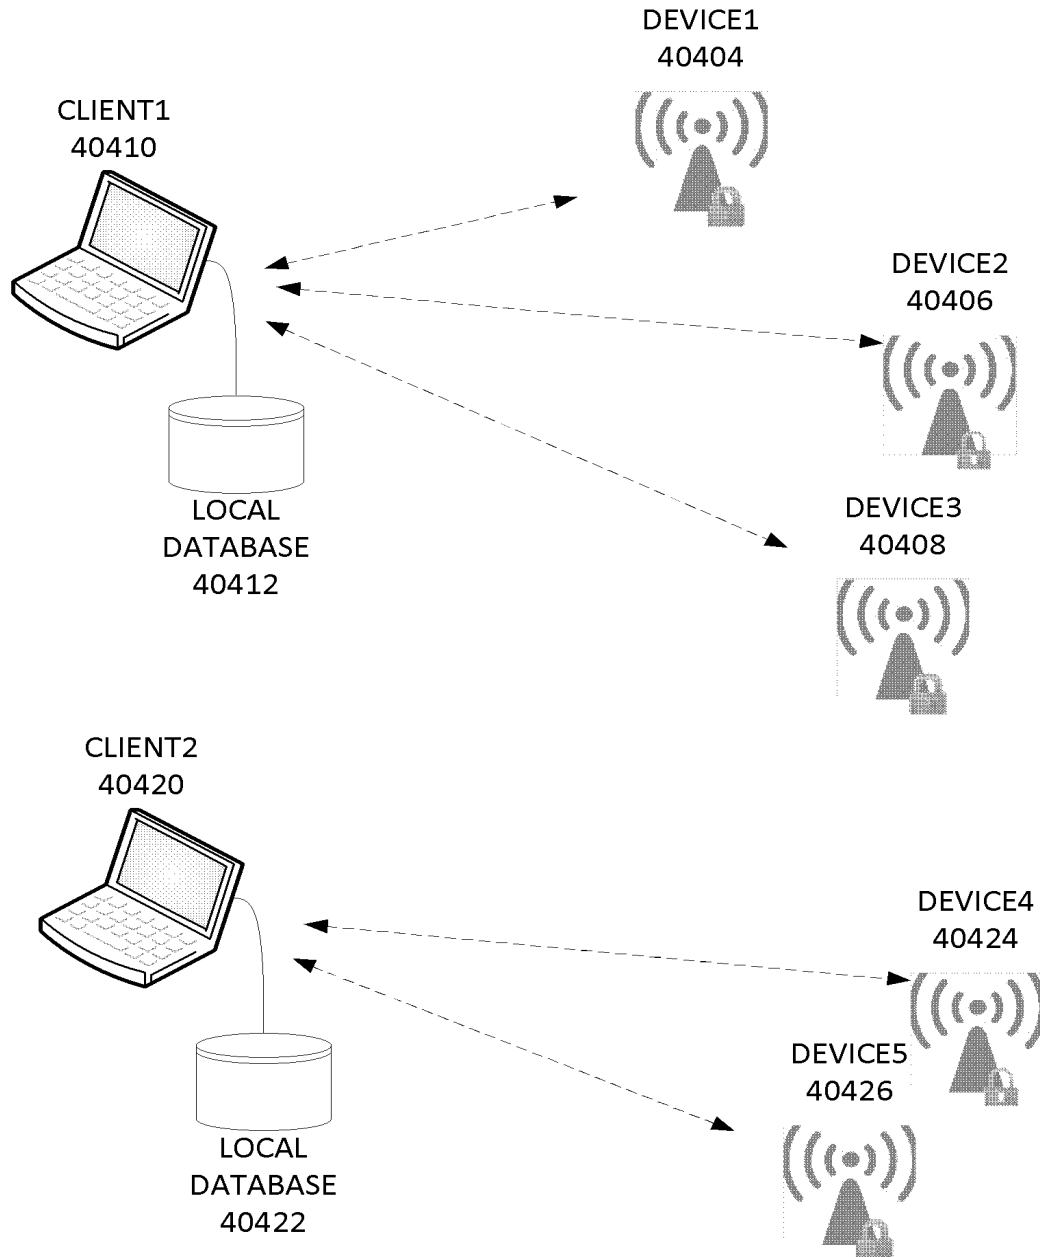 DEVICE1
40404
CLIENT1
40410
DEVICE2
40406
LOCAL
DATABASE
40412
DEVICE3
40408
CLIENT2
40420
DEVICE4
40424
DEVICE5
40426
LOCAL
DATABASE
40422